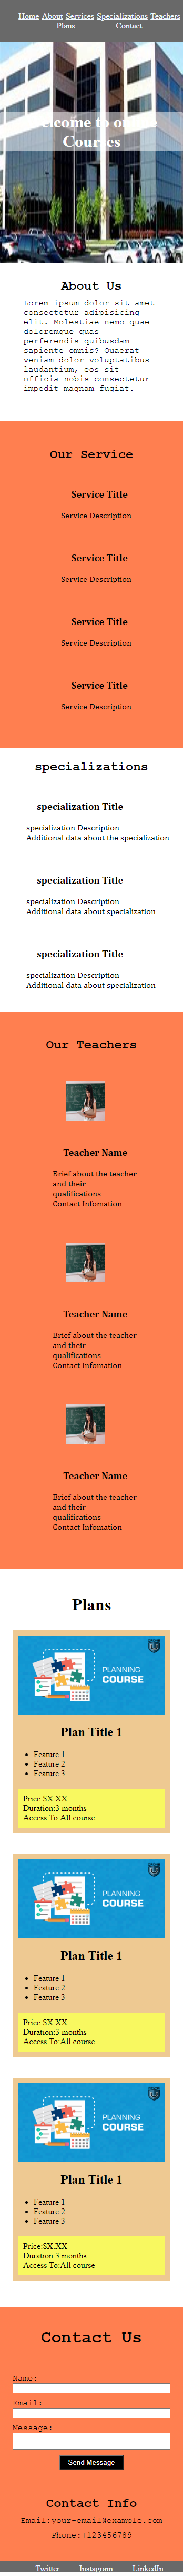 Home About Services Specializations Teachers
Plans Contact
Welcome to online
Courses
About Us
Lorem ipsum dolor sit amet
consectetur adipisicing
elit. Molestiae nemo quae
doloremque quas
perferendis quibusdam
sapiente omnis? Quaerat
veniam dolor voluptatibus
laudantium, eos sit
officia nobis consectetur
impedit magnam fugiat.
Our Service
Service Title
Service Description
Service Title
Service Description
Service Title
Service Description
Service Title
Service Description
specializations
specialization Title
specialization Description
Additional data about the specialization
specialization Title
specialization Description
Additional data about specialization
specialization Title
specialization Description
Additional data about specialization
Our Teachers
Teacher Name
Brief about the teacher
and their
qualifications
Contact Infomation
Teacher Name
Brief about the teacher
and their
qualifications
Contact Infomation
Teacher Name
Brief about the teacher
and their
qualifications
Contact Infomation
Plans
PLANNING
COURSE
Plan Title 1
Feature 1
Feature 2
Feature 3
Price:$X.XX
Duration:3 months
Access To:All course
PLANNING
COURSE
Plan Title 1
Feature 1
Feature 2
Feature 3
Price:$X.XX
Duration:3 months
Access To:All course
PLANNING
COURSE
Plan Title 1
Feature 1
Feature 2
Feature 3
Price:$X.XX
Duration:3 months
Access To:All course
Contact Us
Name:
Email:
Message:
Send Message
Contact Info
Email:your-email@example.com
Phone:+123456789
Twitter Instagram LinkedIn